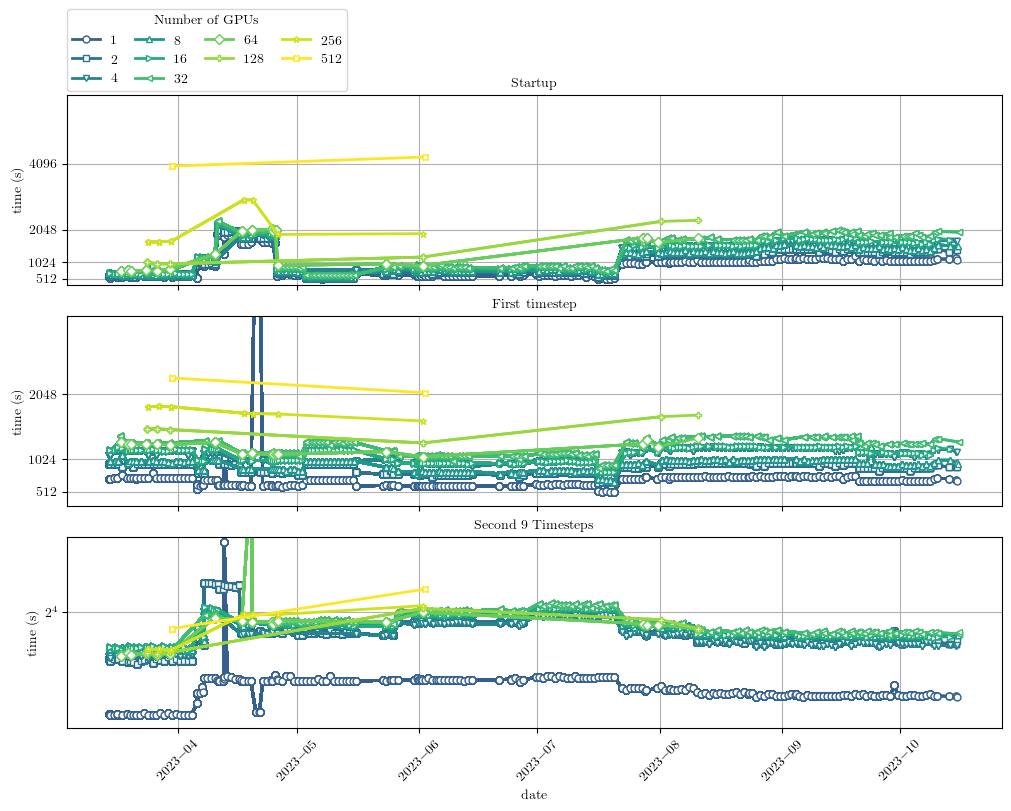 Number of GPUs
1 8 64 256
2 16 128 512
4 32
Startup
time (s)
4096
2048
1024
512
First timestep
time (s)
2048
1024
512
Second 9 Timesteps
time (s)
2^4
2023−04 2023−05 2023−06 2023−07 2023−08 2023−09 2023−10
date